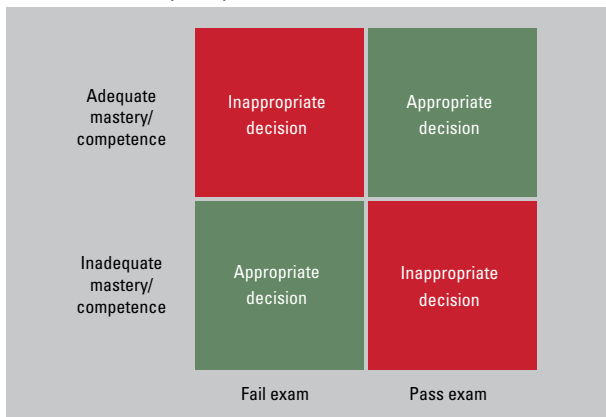 Adequate
mastery/
competence
Inappropriate
decision
Appropriate
decision
Inadequate
mastery/
competence
Appropriate
decision
Inappropriate
decision
Fail exam
Pass exam